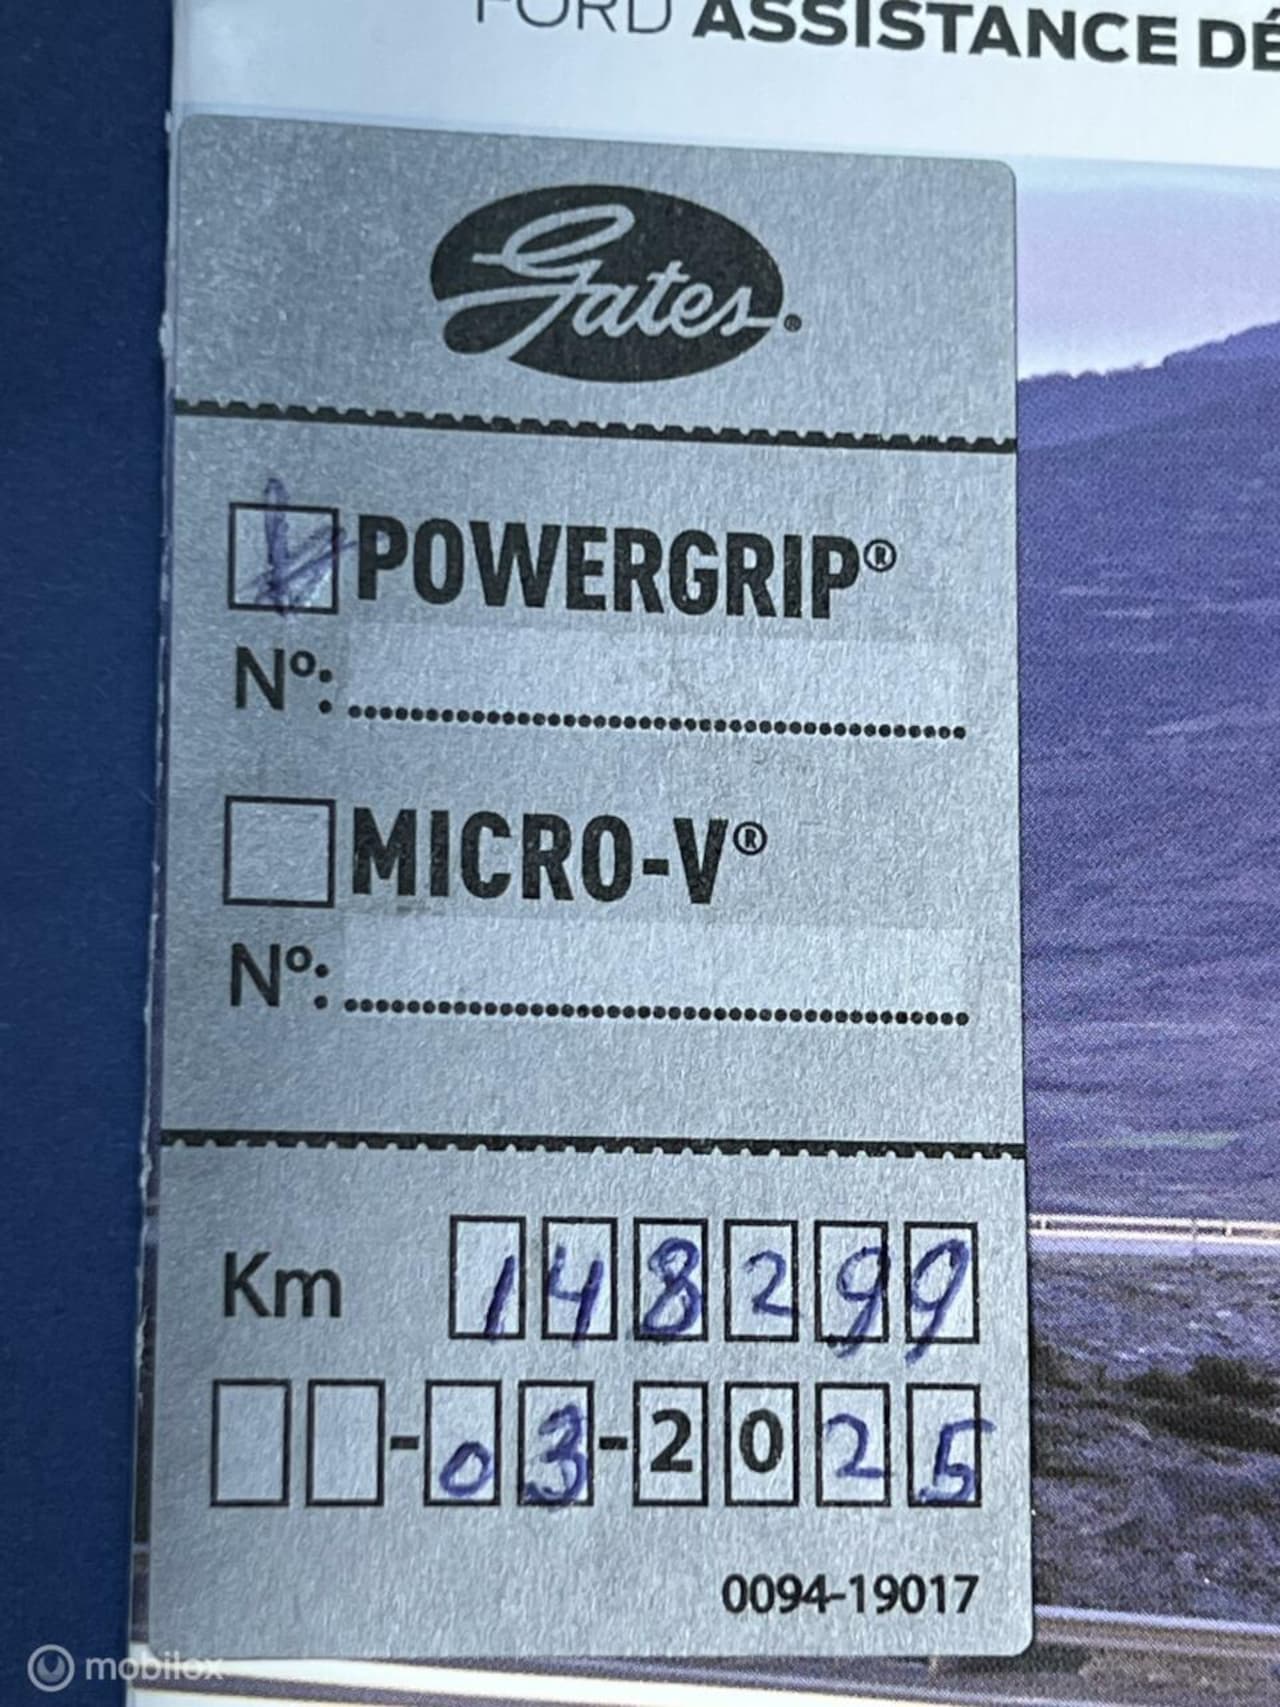 FORD ASSISTANCE DÉ
Gates®
POWERGRIP®
Nº:
MICRO-V®
Nº:
Km 148299
-03-2025
0094-19017
mobilox